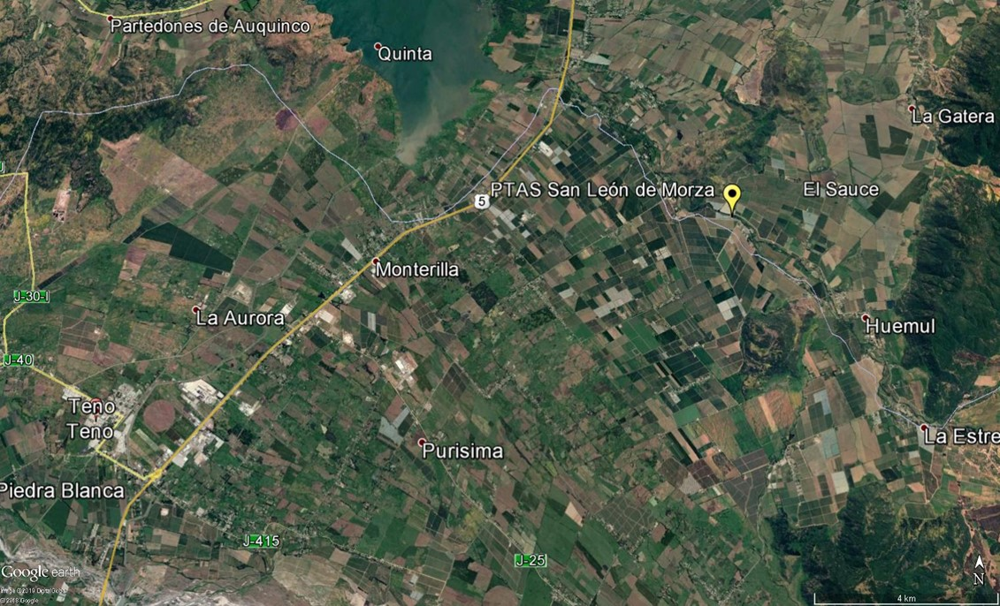 Partedones de Auquinco
Quinta
La Gatera
PTAS San León de Morza
El Sauce
5
Monterilla
J-30-I
La Aurora
Huemul
J-40
Teno
Teno
La Estre
Purisima
Piedra Blanca
J-415
J-25
Google earth
Image © 2019 DigitalGlobe
© 2018 Google
N
4 km